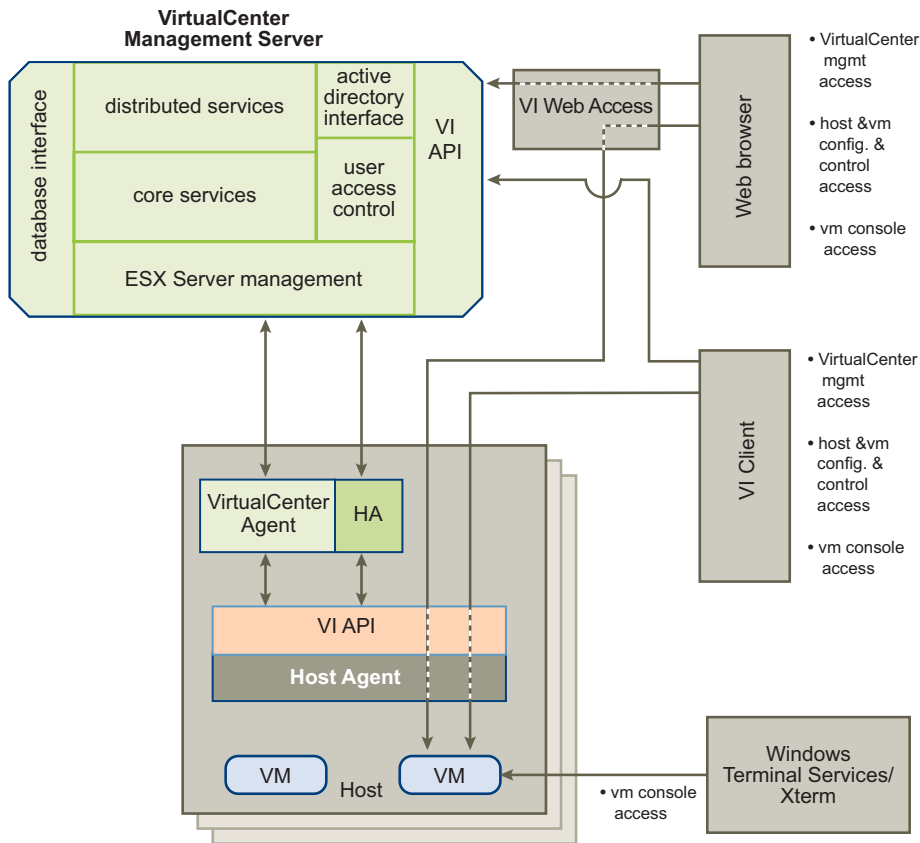 VirtualCenter
Management Server
database interface
distributed services
active
directory
interface
VI
API
core services
user
access
control
ESX Server management
VI Web Access
Web browser
• VirtualCenter
mgmt
access
• host &vm
config. &
control
access
• vm console
access
VI Client
• VirtualCenter
mgmt
access
• host &vm
config. &
control
access
• vm console
access
VirtualCenter
Agent
HA
VI API
Host Agent
VM
Host
VM
• vm console
access
Windows
Terminal Services/
Xterm